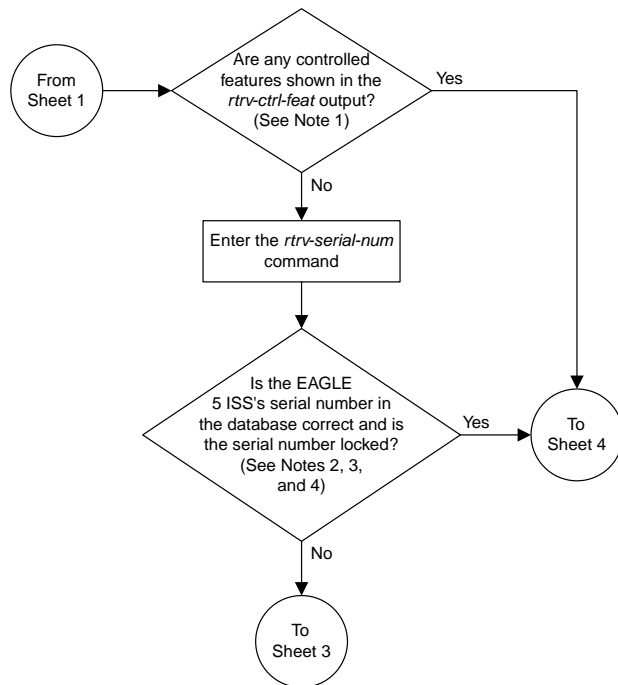 From
Sheet 1
Are any controlled
features shown in the
rtrv-ctrl-feat output?
(See Note 1)
Yes
No
Enter the rtrv-serial-num
command
Is the EAGLE
5 ISS's serial number in
the database correct and is
the serial number locked?
(See Notes 2, 3,
and 4)
Yes
To
Sheet 4
No
To
Sheet 3